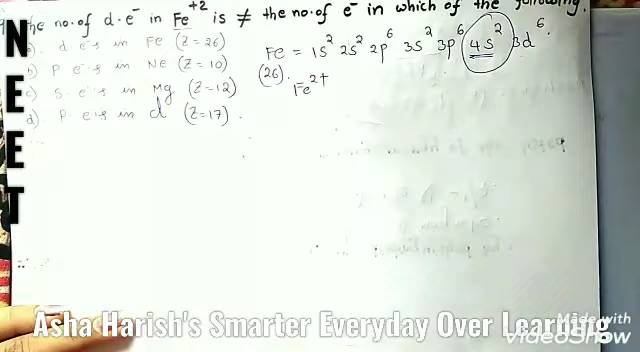 the no. of d. e⁻ in Fe⁺² is ≠ the no. of e⁻ in which of the following.
a). d e⁻s in Fe (Z=26)
b) P e⁻s in Ne (Z=10)
c) S e⁻s in Mg (Z=12)
d). P e⁻s in cl (Z=17).
Fe = 1s² 2s² 2p⁶ 3s² 3p⁶ 4s² 3d⁶.
(26).
Fe²⁺
NEET
Asha Harish's Smarter Everyday Over Learning
Made with
VideoShow